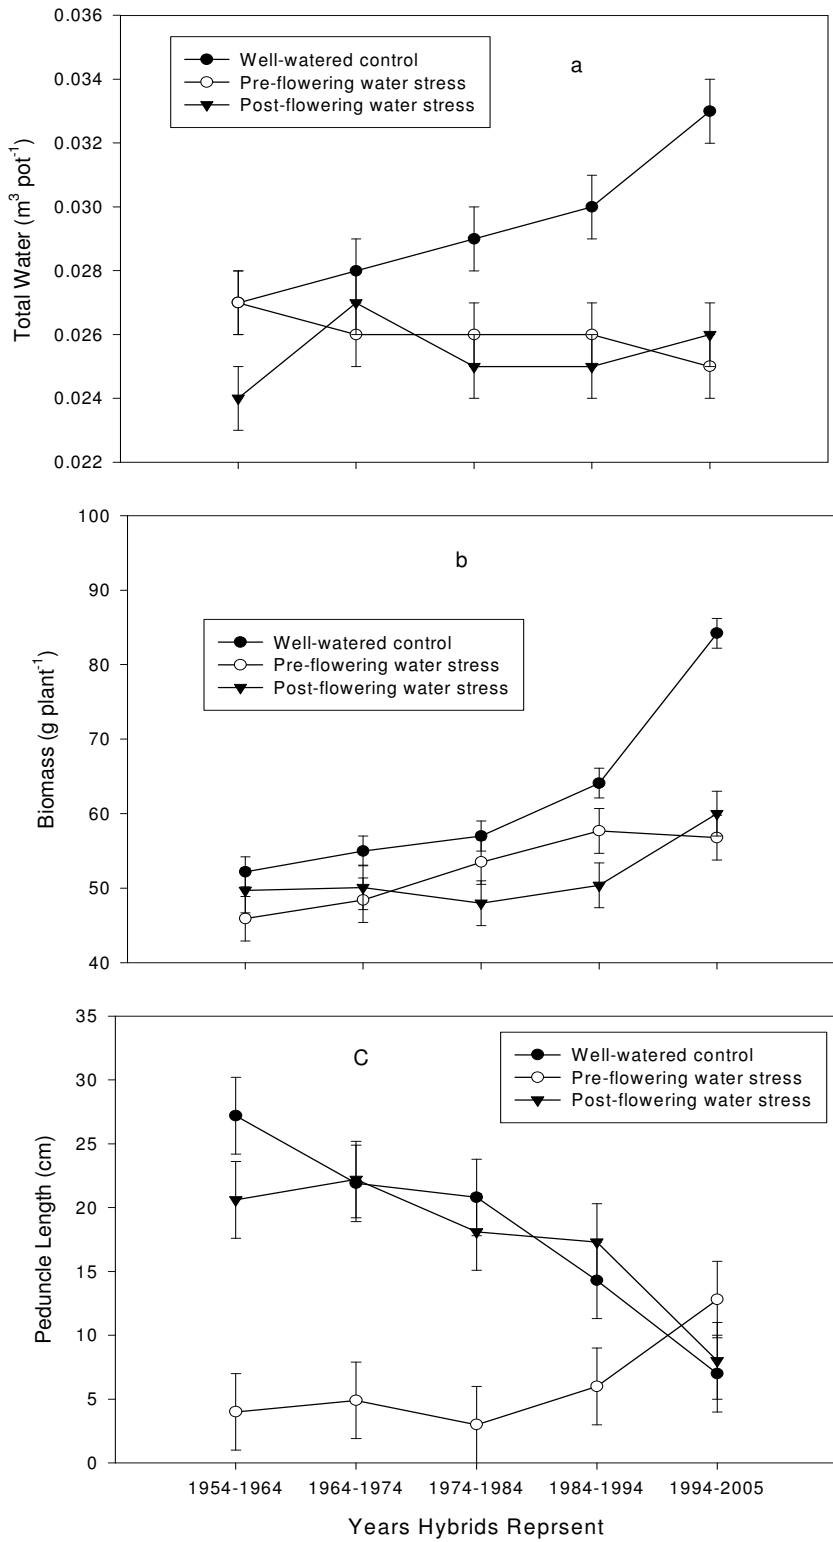 0.036
Well-watered control
Pre-flowering water stress
Post-flowering water stress
a
0.034
0.032
0.030
0.028
0.026
0.024
0.022
Total Water (m³ pot⁻¹)
100
b
90
Well-watered control
Pre-flowering water stress
Post-flowering water stress
80
70
60
50
40
Biomass (g plant⁻¹)
35
C
Well-watered control
Pre-flowering water stress
Post-flowering water stress
30
25
20
15
10
5
0
Peduncle Length (cm)
1954-1964 1964-1974 1974-1984 1984-1994 1994-2005
Years Hybrids Reprsent